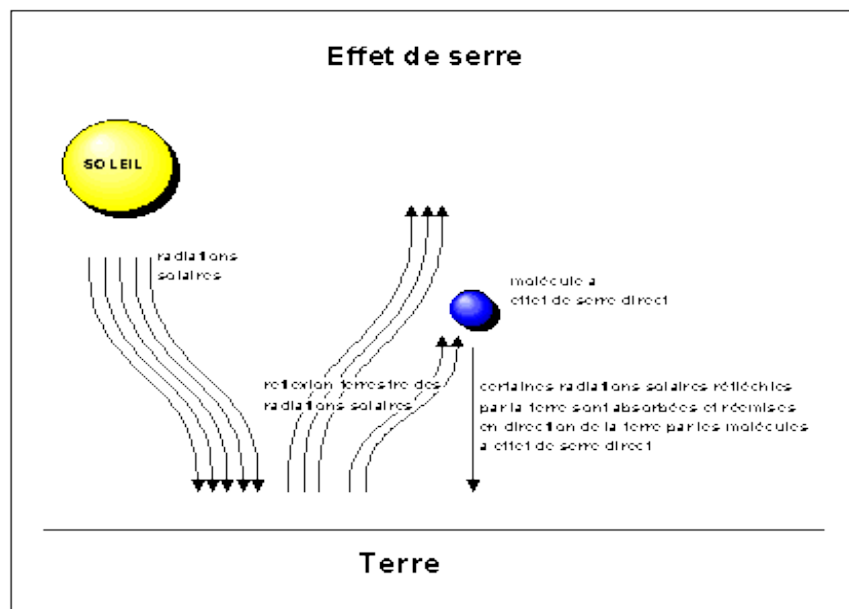 Effet de serre
SOLEIL
radiations
solaires
molécule a
effet de serre direct
reflexion terrestre des
radiations solaires
certaines radiations solaires réfléchies
par la terre sont absorbées et réemises
en direction de la terre par les molécules
a effet de serre direct
Terre